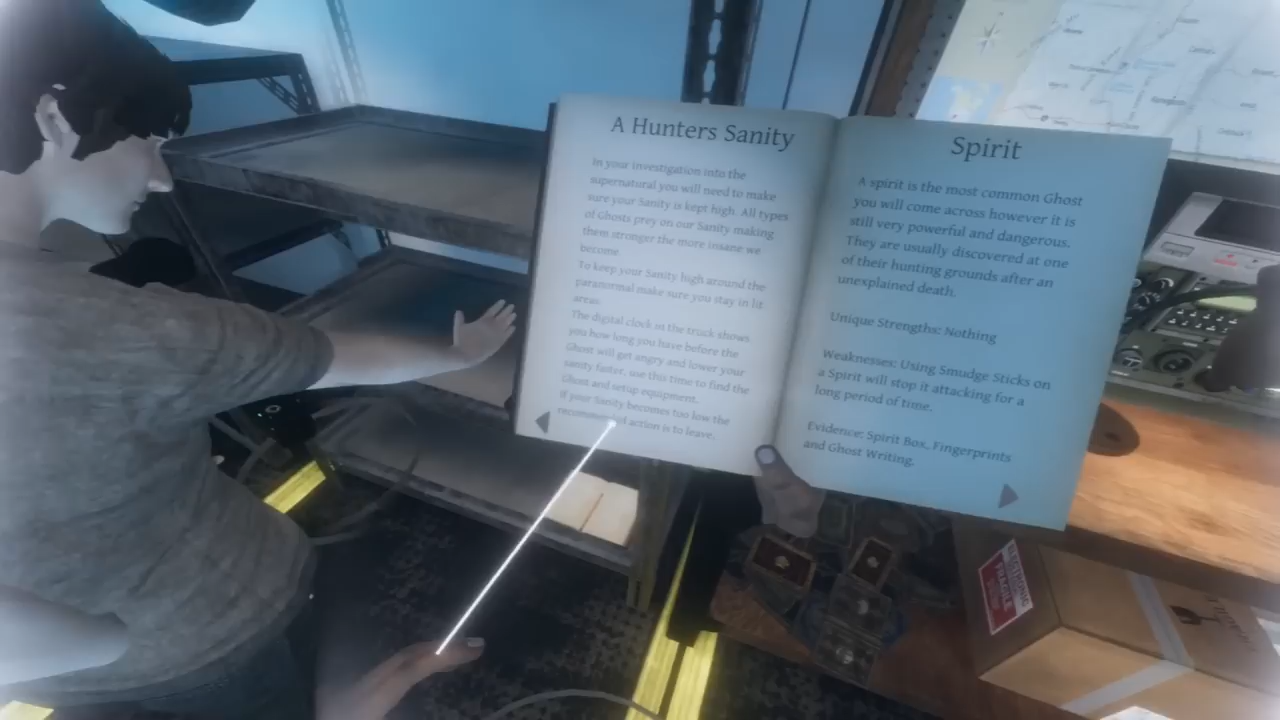 A Hunters Sanity
In your investigation into the
supernatural you will need to make
sure your Sanity is kept high. All types
of Ghosts prey on our Sanity making
them stronger the more insane we
become.
To keep your Sanity high around the
paranormal make sure you stay in lit
areas.
The digital clock in the truck shows
you how long you have before the
Ghost will get angry and lower your
sanity faster, use this time to find the
Ghost and setup equipment.
If your Sanity becomes too low the
action is to leave.
Spirit
A spirit is the most common Ghost
you will come across however it is
still very powerful and dangerous.
They are usually discovered at one
of their hunting grounds after an
unexplained death.
Unique Strengths: Nothing
Weaknesses: Using Smudge Sticks on
a Spirit will stop it attacking for a
long period of time.
Evidence: Spirit Box, Fingerprints
and Ghost Writing.
FRAGILE